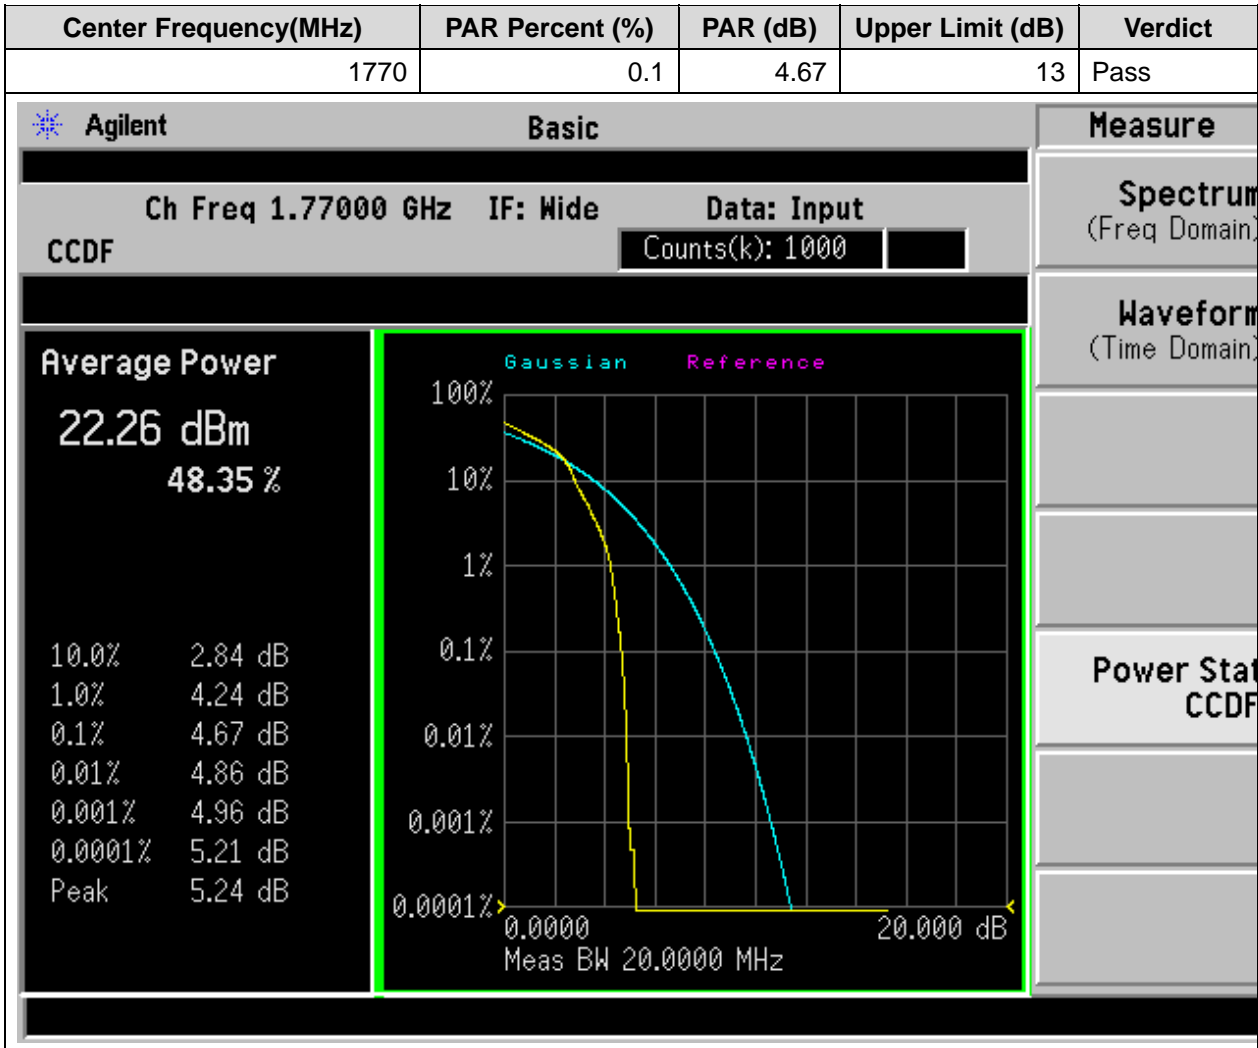 Center Frequency(MHz) PAR Percent (%) PAR (dB) Upper Limit (dB) Verdict
1770 0.1 4.67 13 Pass
Agilent Basic Measure
Ch Freq 1.77000 GHz IF: Wide Data: Input
CCDF Counts(k): 1000
Spectrum
(Freq Domain)
Waveform
(Time Domain)
Power Stat
CCDF
Average Power
22.26 dBm
48.35 %
10.0% 2.84 dB
1.0% 4.24 dB
0.1% 4.67 dB
0.01% 4.86 dB
0.001% 4.96 dB
0.0001% 5.21 dB
Peak 5.24 dB
Gaussian Reference
100%
10%
1%
0.1%
0.01%
0.001%
0.0001%
0.0000 20.000 dB
Meas BW 20.0000 MHz